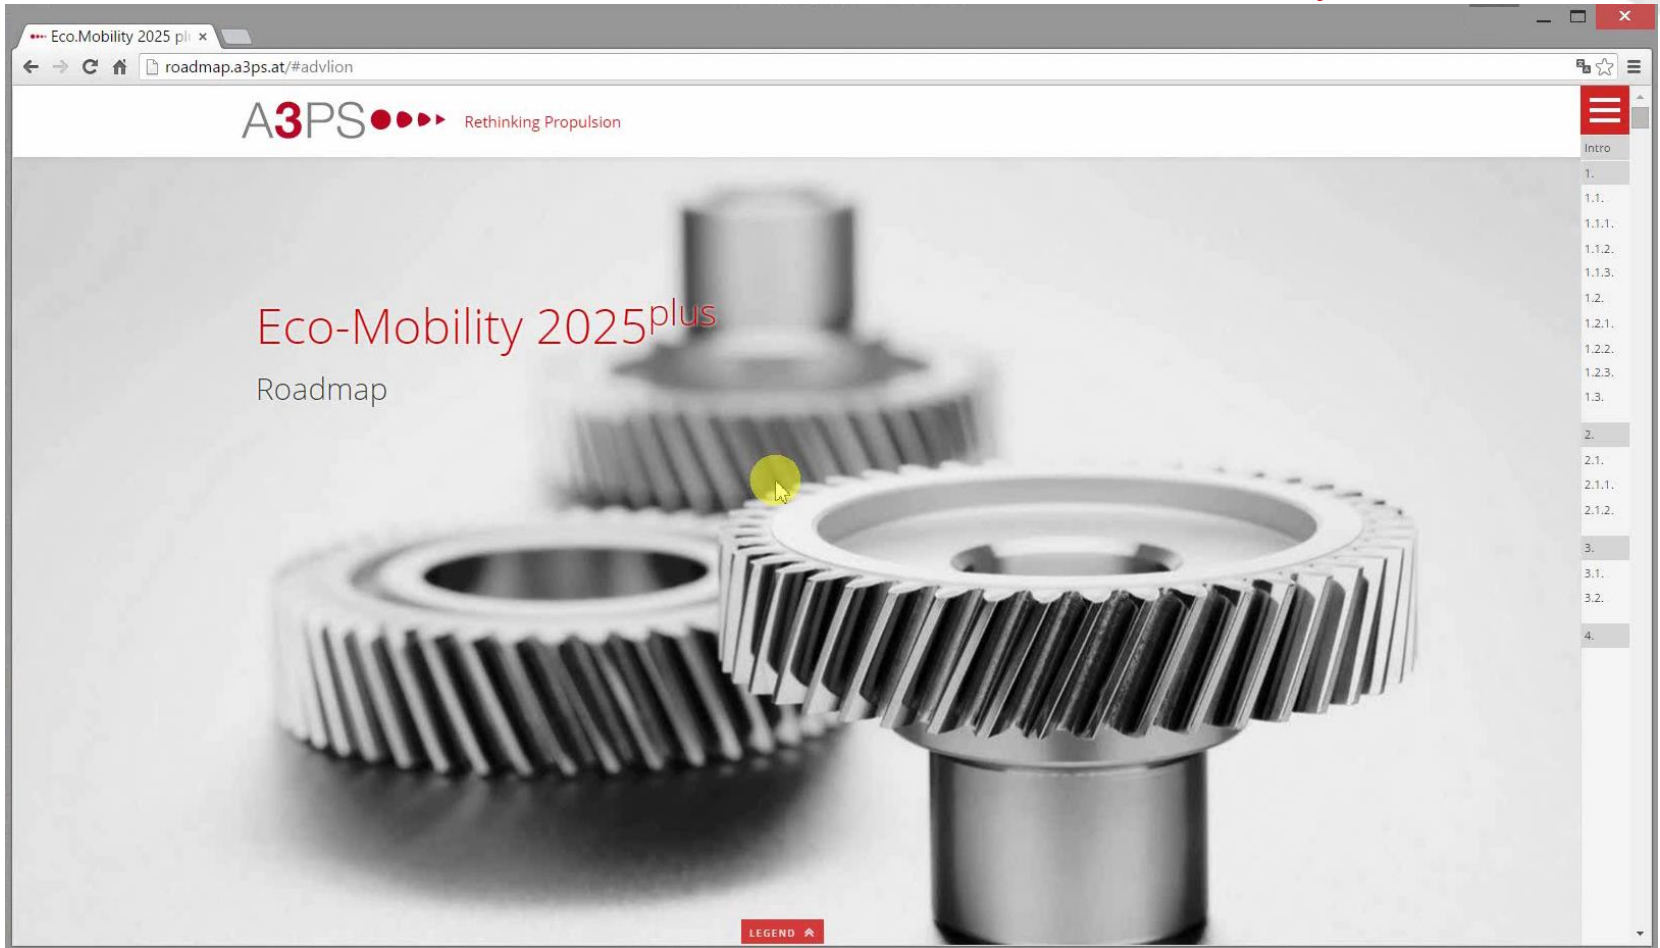 Eco.Mobility 2025 pl
roadmap.a3ps.at/#advlion
A3PS
Rethinking Propulsion
Intro
1.
1.1.
1.1.1.
1.1.2.
1.1.3.
1.2.
1.2.1.
1.2.2.
1.2.3.
1.3.
2.
2.1.
2.1.1.
2.1.2.
3.
3.1.
3.2.
4.
Eco-Mobility 2025plus
Roadmap
LEGEND